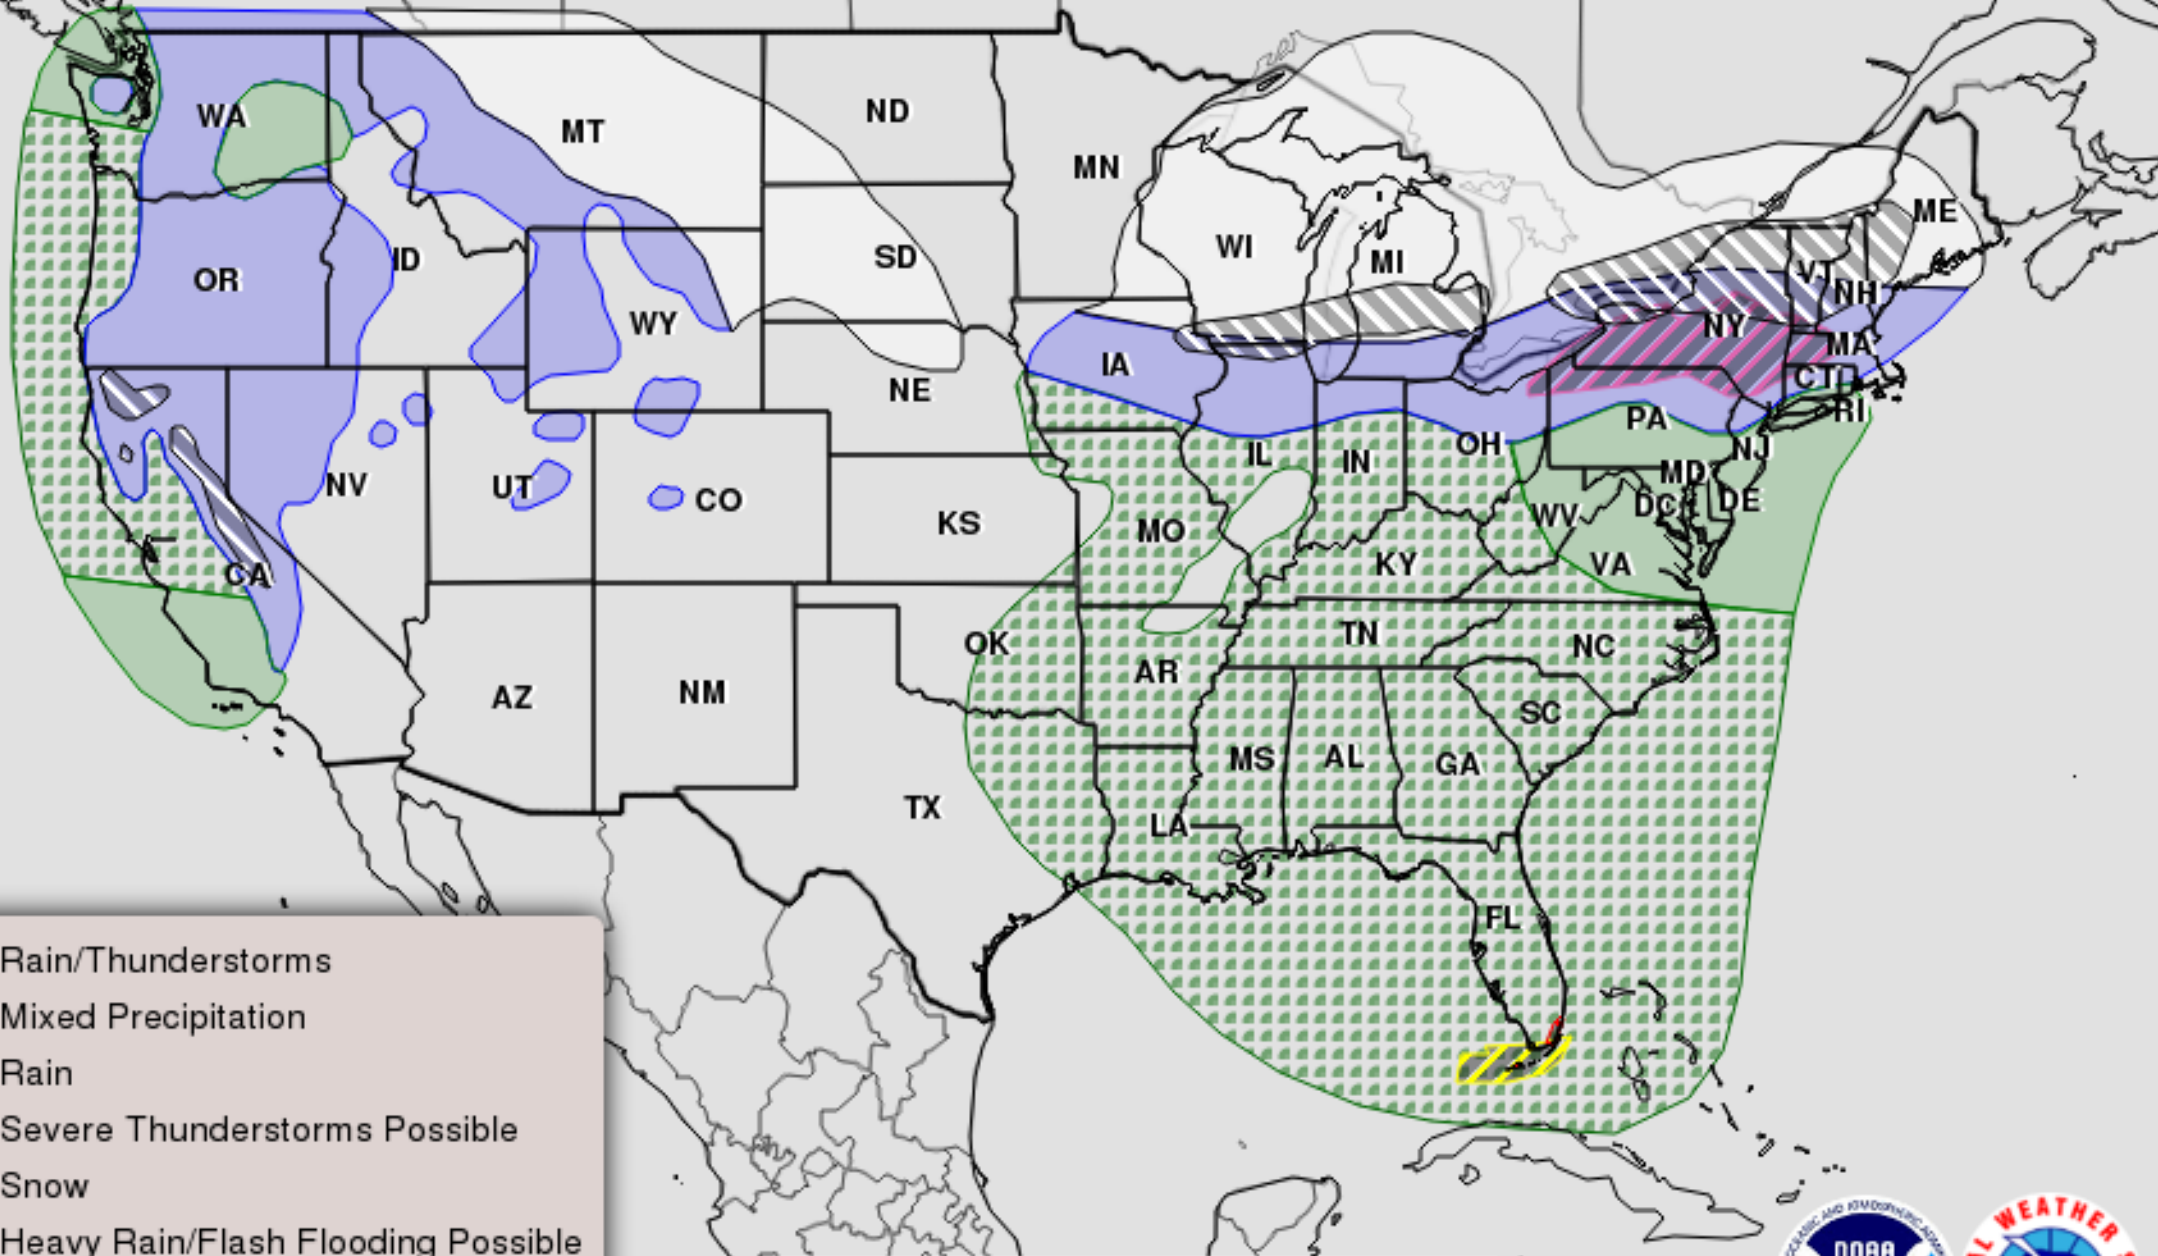 WA
MT
ND
MN
ME
OR
ID
SD
WI
MI
VT
NH
WY
NY
MA
IA
NE
CT
RI
PA
NJ
OH
IL
IN
MD
NV
UT
CO
DC
DE
WV
KS
MO
KY
VA
CA
OK
TN
NC
AR
AZ
NM
SC
MS
AL
GA
TX
LA
FL
Rain/Thunderstorms
Mixed Precipitation
Rain
Severe Thunderstorms Possible
Snow
Heavy Rain/Flash Flooding Possible
NOAA
WEATHER